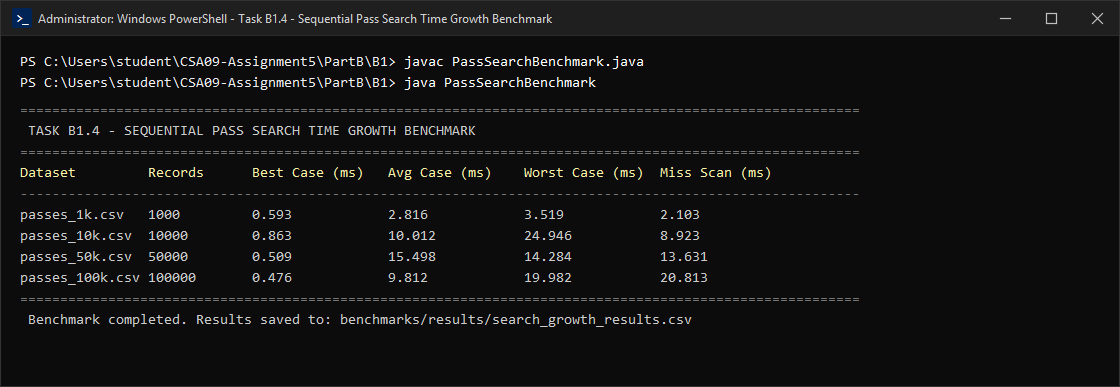 Administrator: Windows PowerShell - Task B1.4 - Sequential Pass Search Time Growth Benchmark
PS C:\Users\student\CSA09-Assignment5\PartB\B1> javac PassSearchBenchmark.java
PS C:\Users\student\CSA09-Assignment5\PartB\B1> java PassSearchBenchmark
=========================================================================================================
TASK B1.4 - SEQUENTIAL PASS SEARCH TIME GROWTH BENCHMARK
=========================================================================================================
Dataset Records Best Case (ms) Avg Case (ms) Worst Case (ms) Miss Scan (ms)
---------------------------------------------------------------------------------------------------------
passes_1k.csv 1000 0.593 2.816 3.519 2.103
passes_10k.csv 10000 0.863 10.012 24.946 8.923
passes_50k.csv 50000 0.509 15.498 14.284 13.631
passes_100k.csv 100000 0.476 9.812 19.982 20.813
=========================================================================================================
Benchmark completed. Results saved to: benchmarks/results/search_growth_results.csv